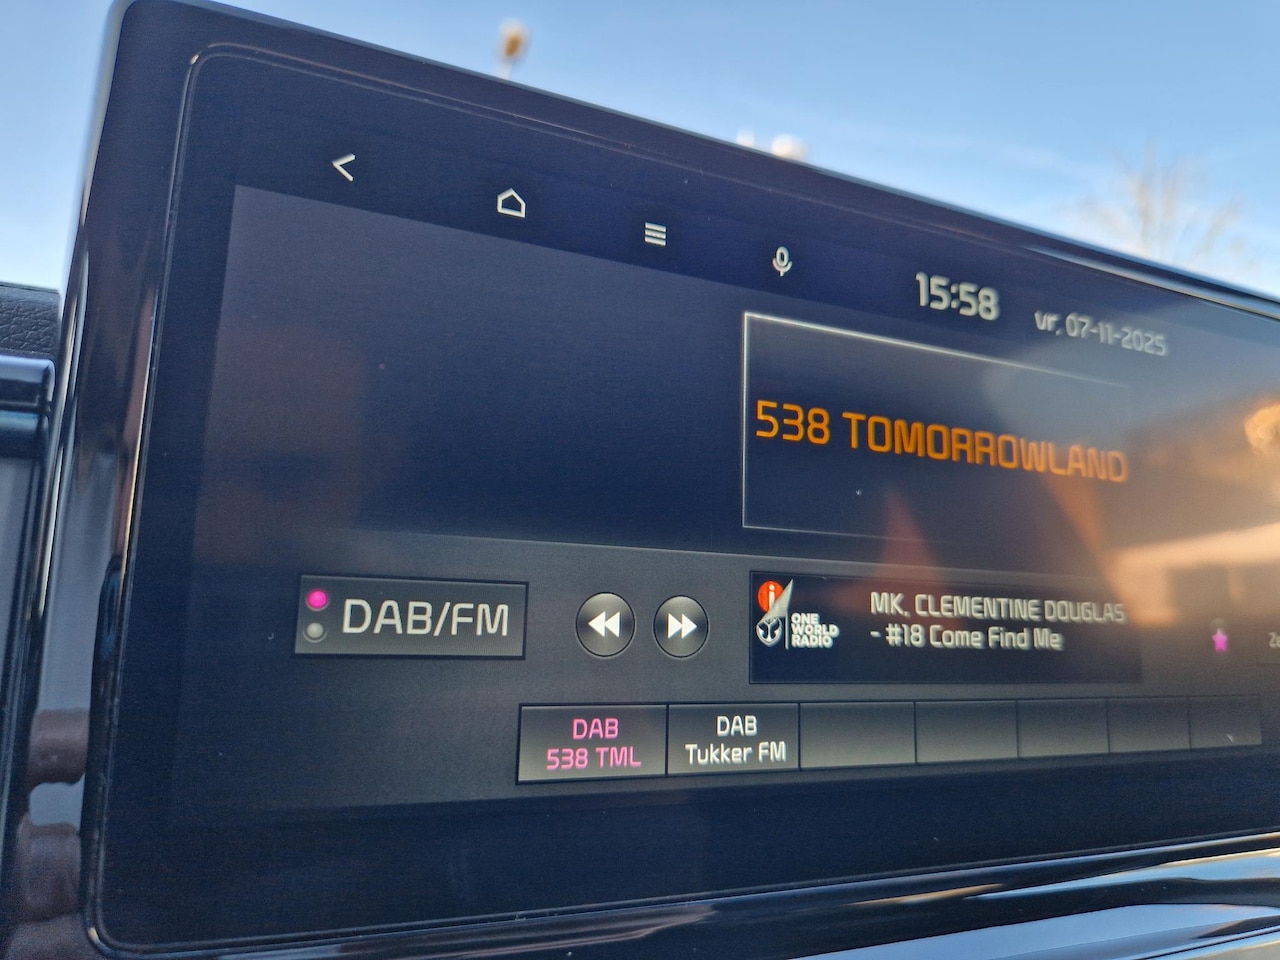 15:58
vr, 07-11-2025
538 TOMORROWLAND
DAB/FM
i
ONE
WORLD
RADIO
MK, CLEMENTINE DOUGLAS
- #18 Come Find Me
DAB
538 TML
DAB
Tukker FM